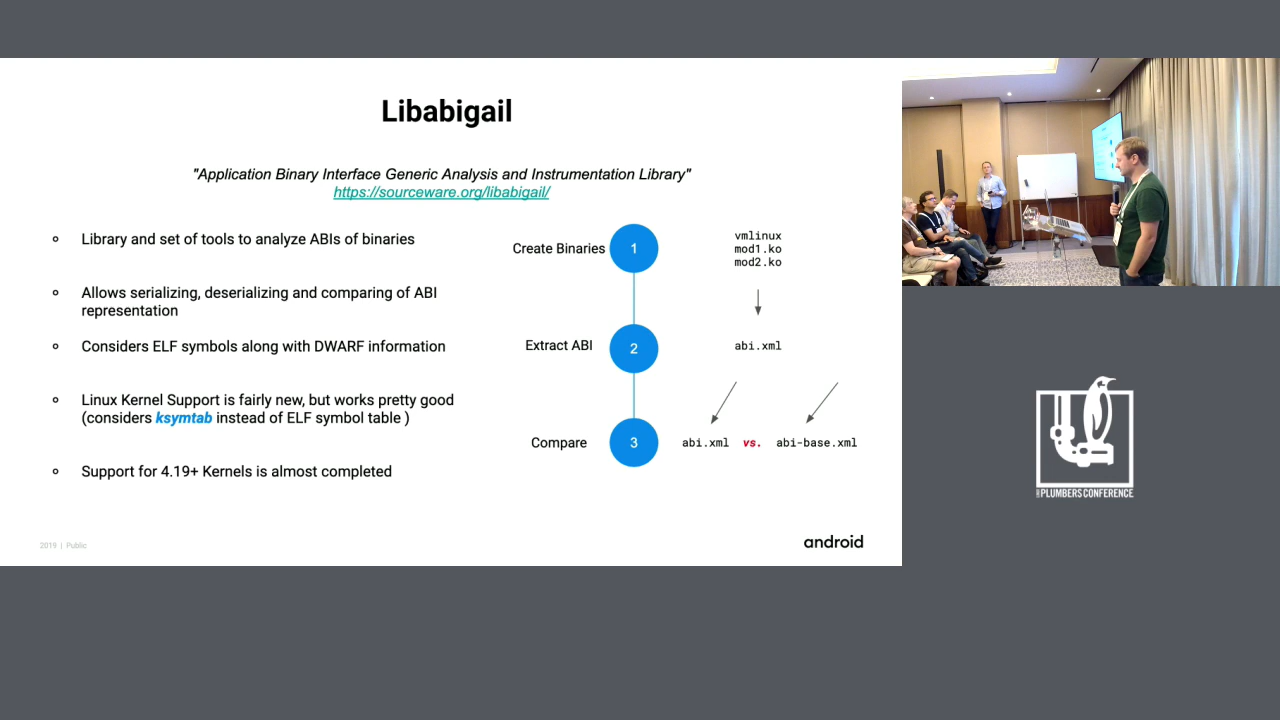 Libabigail
"Application Binary Interface Generic Analysis and Instrumentation Library"
https://sourceware.org/libabigail/
Library and set of tools to analyze ABIs of binaries
Allows serializing, deserializing and comparing of ABI
representation
Considers ELF symbols along with DWARF information
Linux Kernel Support is fairly new, but works pretty good
(considers ksymtab instead of ELF symbol table )
Support for 4.19+ Kernels is almost completed
Create Binaries
1
vmlinux
mod1.ko
mod2.ko
Extract ABI
2
abi.xml
Compare
3
abi.xml vs. abi-base.xml
2019 | Public
android
PLUMBERS CONFERENCE